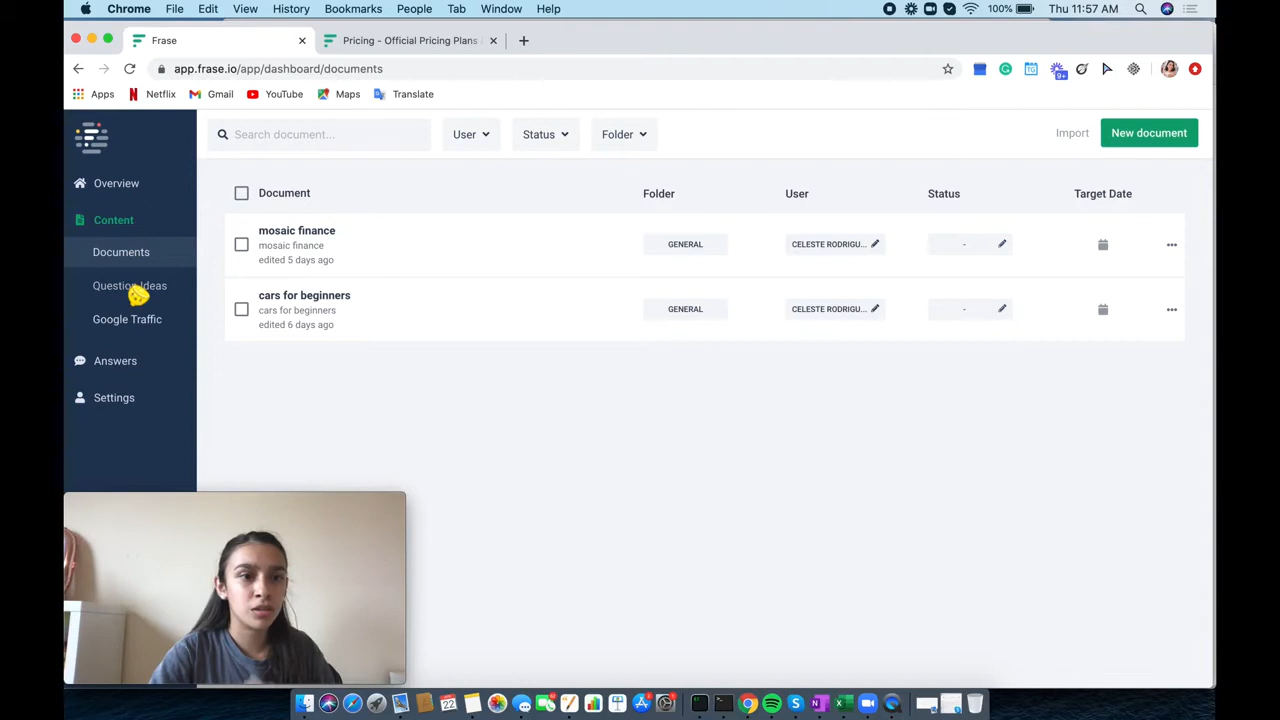 Chrome File Edit View History Bookmarks People Tab Window Help 100% Thu 11:57 AM
Frase Pricing - Official Pricing Plans
app.frase.io/app/dashboard/documents 9+
Apps Netflix Gmail YouTube Maps Translate
Search document... User Status Folder Import New document
Overview
Content
Documents
Question Ideas
Google Traffic
Answers
Settings
Document Folder User Status Target Date
mosaic finance
mosaic finance GENERAL CELESTE RODRIGU... -
edited 5 days ago
cars for beginners
cars for beginners GENERAL CELESTE RODRIGU... -
edited 6 days ago